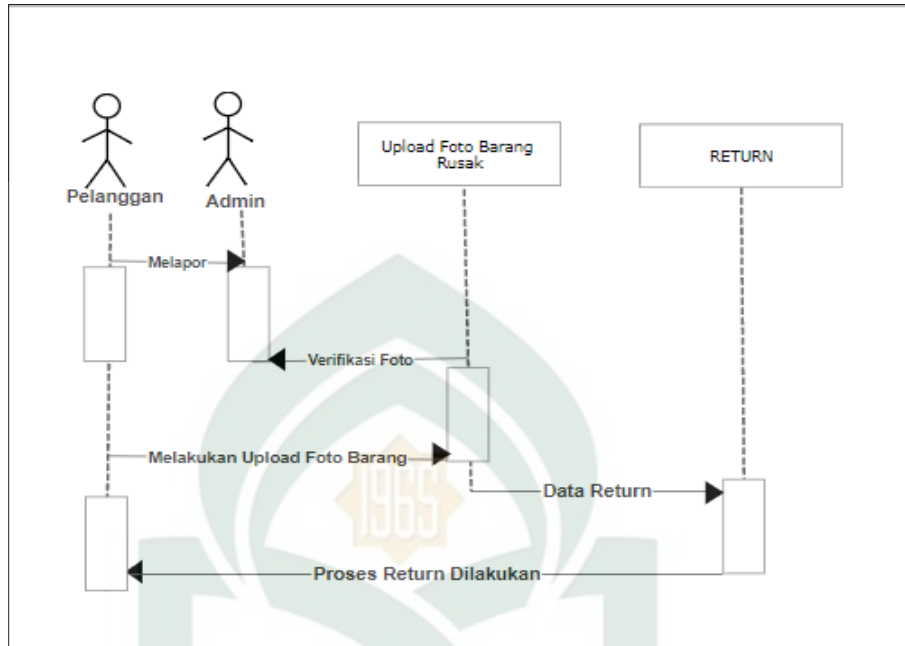 Upload Foto Barang
Rusak
RETURN
Pelanggan
Admin
Melapor
Verifikasi Foto
Melakukan Upload Foto Barang
Data Return
Proses Return Dilakukan
1965